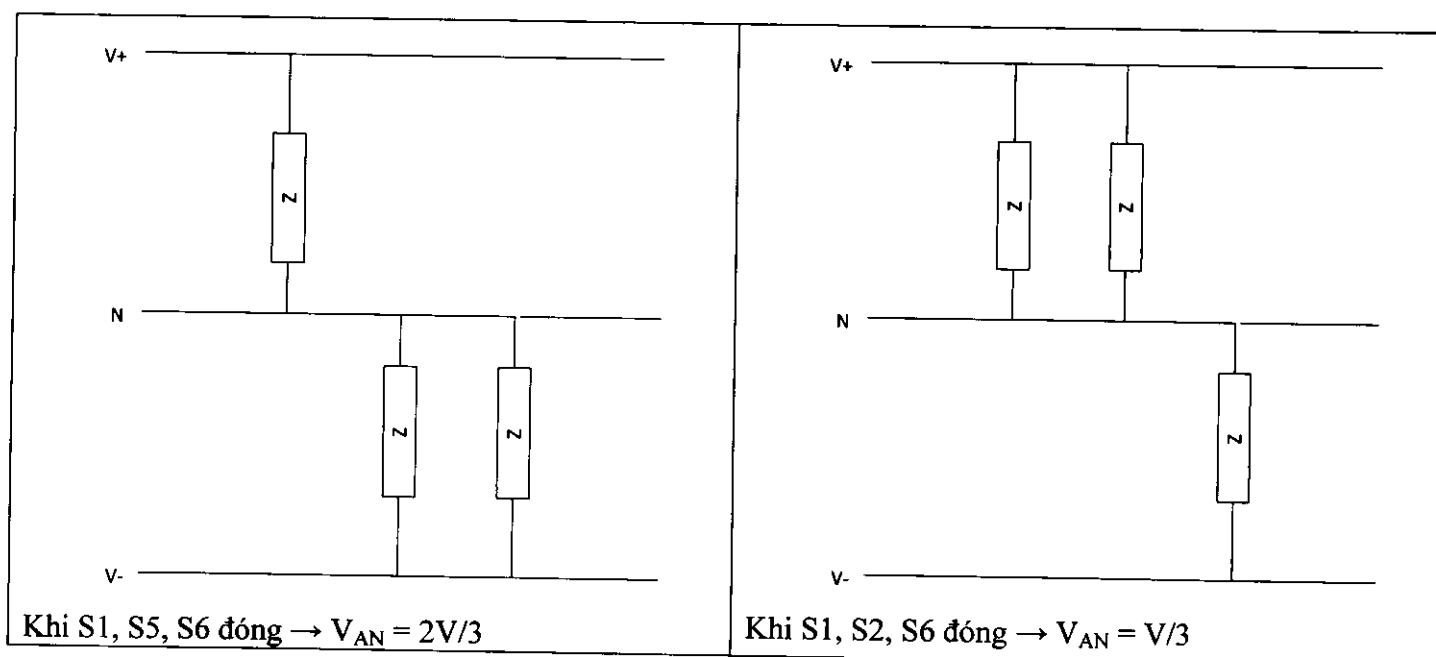 V+
Z
N
Z
Z
V-
Khi S1, S5, S6 đóng → V_AN = 2V/3
V+
Z
Z
N
Z
V-
Khi S1, S2, S6 đóng → V_AN = V/3